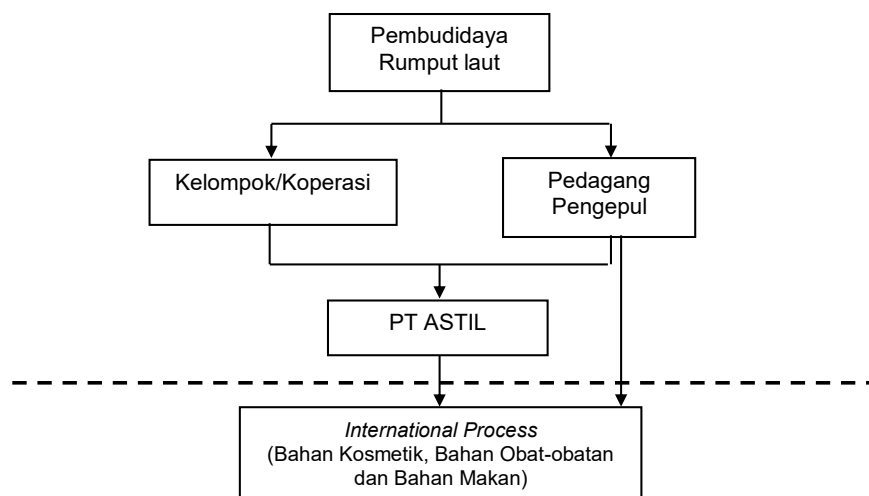 Pembudidaya
Rumput laut
Kelompok/Koperasi
Pedagang
Pengepul
PT ASTIL
International Process
(Bahan Kosmetik, Bahan Obat-obatan
dan Bahan Makan)